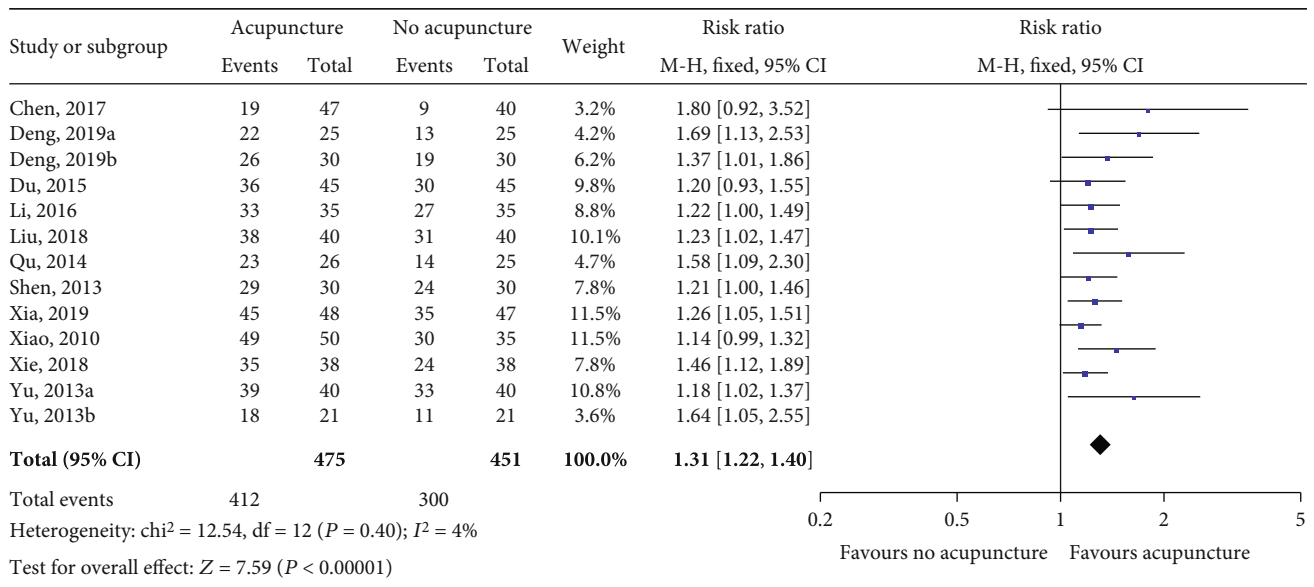 Study or subgroup Acupuncture No acupuncture Weight Risk ratio Risk ratio
Events Total Events Total M-H, fixed, 95% CI M-H, fixed, 95% CI
Chen, 2017 19 47 9 40 3.2% 1.80 [0.92, 3.52]
Deng, 2019a 22 25 13 25 4.2% 1.69 [1.13, 2.53]
Deng, 2019b 26 30 19 30 6.2% 1.37 [1.01, 1.86]
Du, 2015 36 45 30 45 9.8% 1.20 [0.93, 1.55]
Li, 2016 33 35 27 35 8.8% 1.22 [1.00, 1.49]
Liu, 2018 38 40 31 40 10.1% 1.23 [1.02, 1.47]
Qu, 2014 23 26 14 25 4.7% 1.58 [1.09, 2.30]
Shen, 2013 29 30 24 30 7.8% 1.21 [1.00, 1.46]
Xia, 2019 45 48 35 47 11.5% 1.26 [1.05, 1.51]
Xiao, 2010 49 50 30 35 11.5% 1.14 [0.99, 1.32]
Xie, 2018 35 38 24 38 7.8% 1.46 [1.12, 1.89]
Yu, 2013a 39 40 33 40 10.8% 1.18 [1.02, 1.37]
Yu, 2013b 18 21 11 21 3.6% 1.64 [1.05, 2.55]
Total (95% CI) 475 451 100.0% 1.31 [1.22, 1.40]
Total events 412 300
Heterogeneity: chi² = 12.54, df = 12 (P = 0.40); I² = 4%
Test for overall effect: Z = 7.59 (P < 0.00001)
0.2 0.5 1 2 5
Favours no acupuncture Favours acupuncture